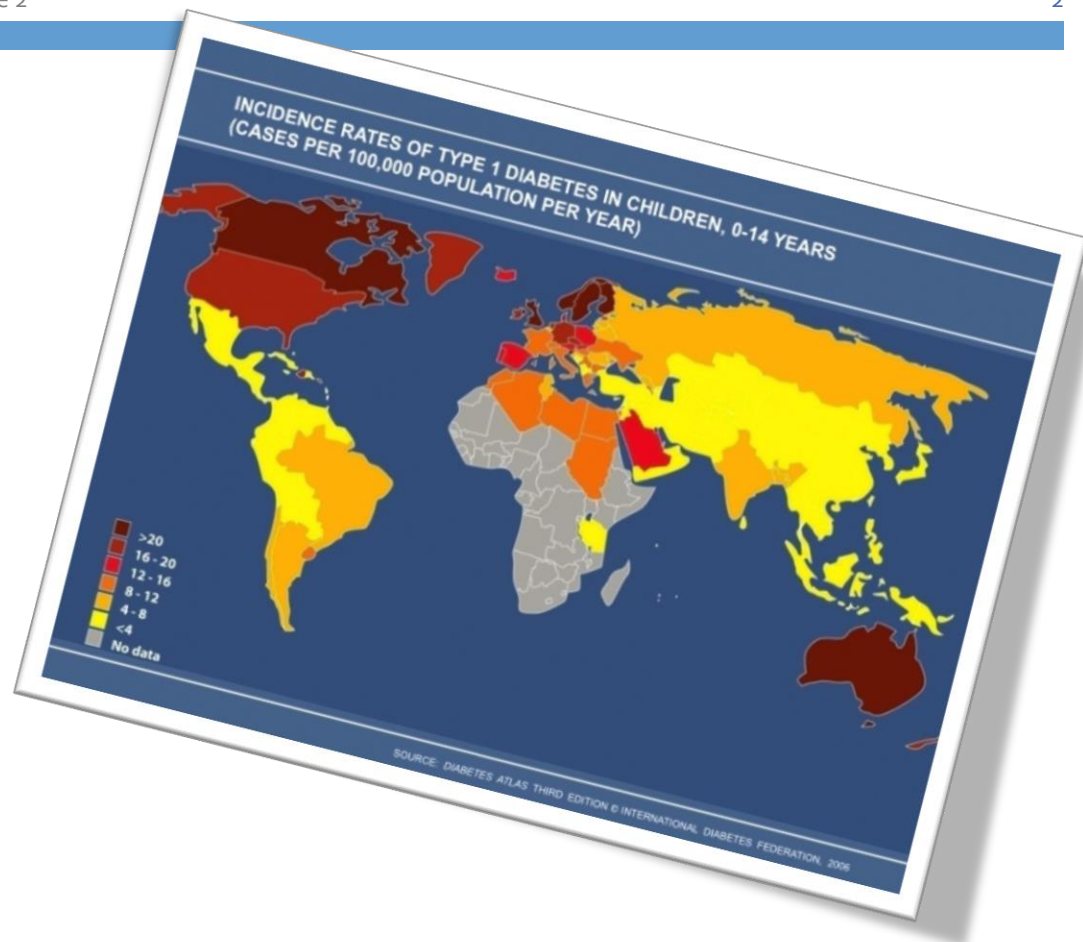 2
2
INCIDENCE RATES OF TYPE 1 DIABETES IN CHILDREN, 0-14 YEARS
(CASES PER 100,000 POPULATION PER YEAR)
>20
16 - 20
12 - 16
8 - 12
4 - 8
<4
No data
SOURCE: DIABETES ATLAS THIRD EDITION © INTERNATIONAL DIABETES FEDERATION, 2006